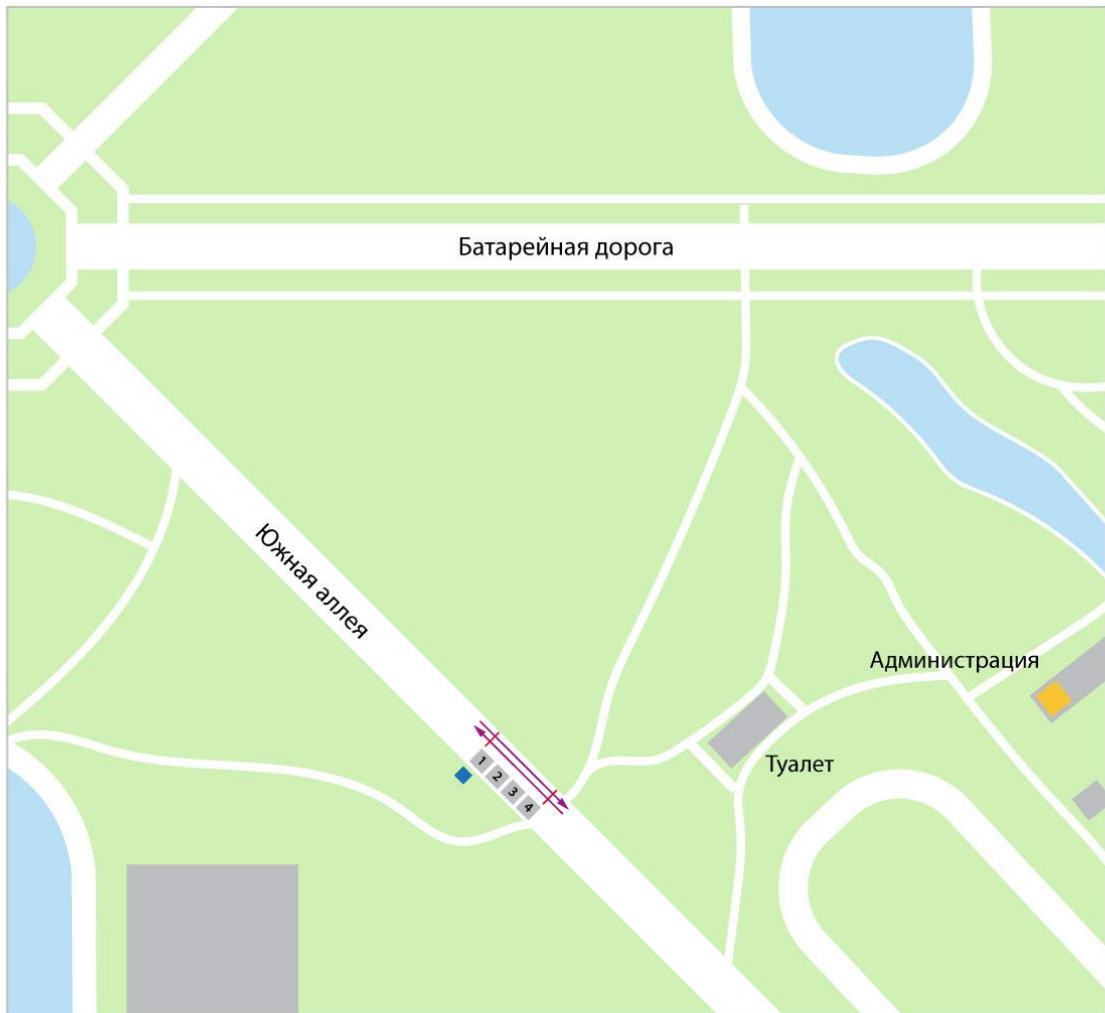 Батарейная дорога
Южная аллея
Администрация
Туалет
1
2
3
4